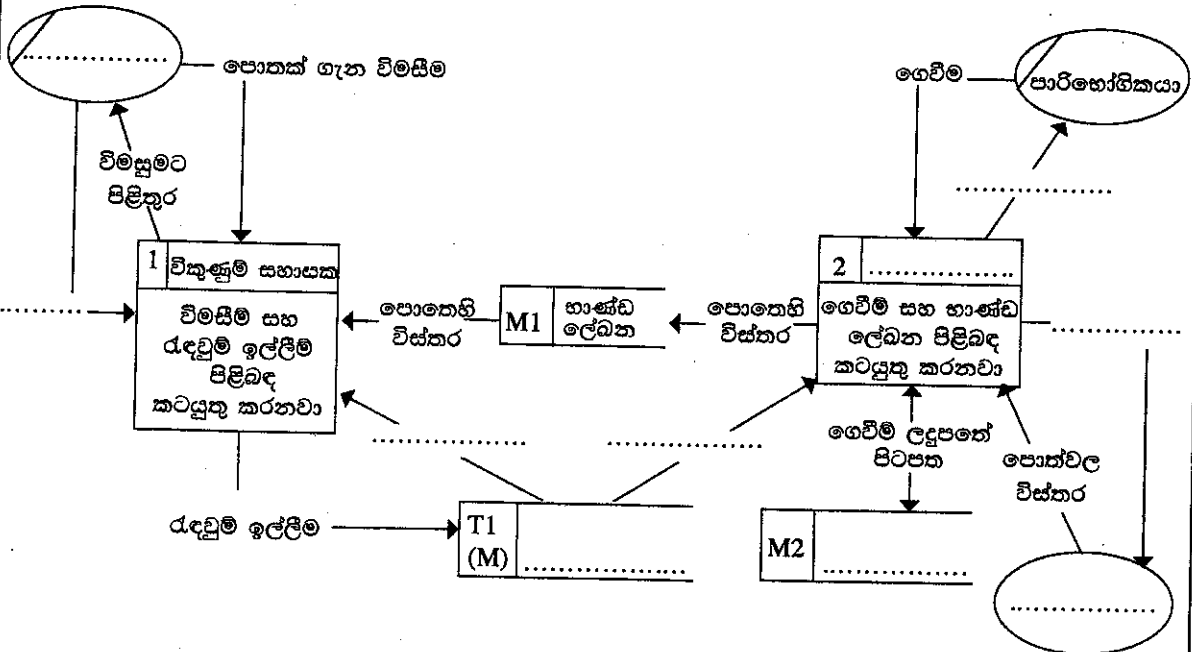 ....................
පොතක් ගැන විමසීම
ගෙවීම
පාරිභෝගිකයා
විමසුමට
පිළිතුර
....................
1 විකුණුම් සහායක
2 ....................
....................
විමසීම් සහ
රැඳවුම් ඉල්ලීම්
පිළිබඳ
කටයුතු කරනවා
පොතෙහි
විස්තර
M1 භාණ්ඩ
ලේඛන
පොතෙහි
විස්තර
ගෙවීම් සහ භාණ්ඩ
ලේඛන පිළිබඳ
කටයුතු කරනවා
....................
....................
....................
ගෙවීම් ලදුපතේ
පිටපත
පොත්වල
විස්තර
රැඳවුම් ඉල්ලීම
T1
(M) ....................
M2 ....................
....................